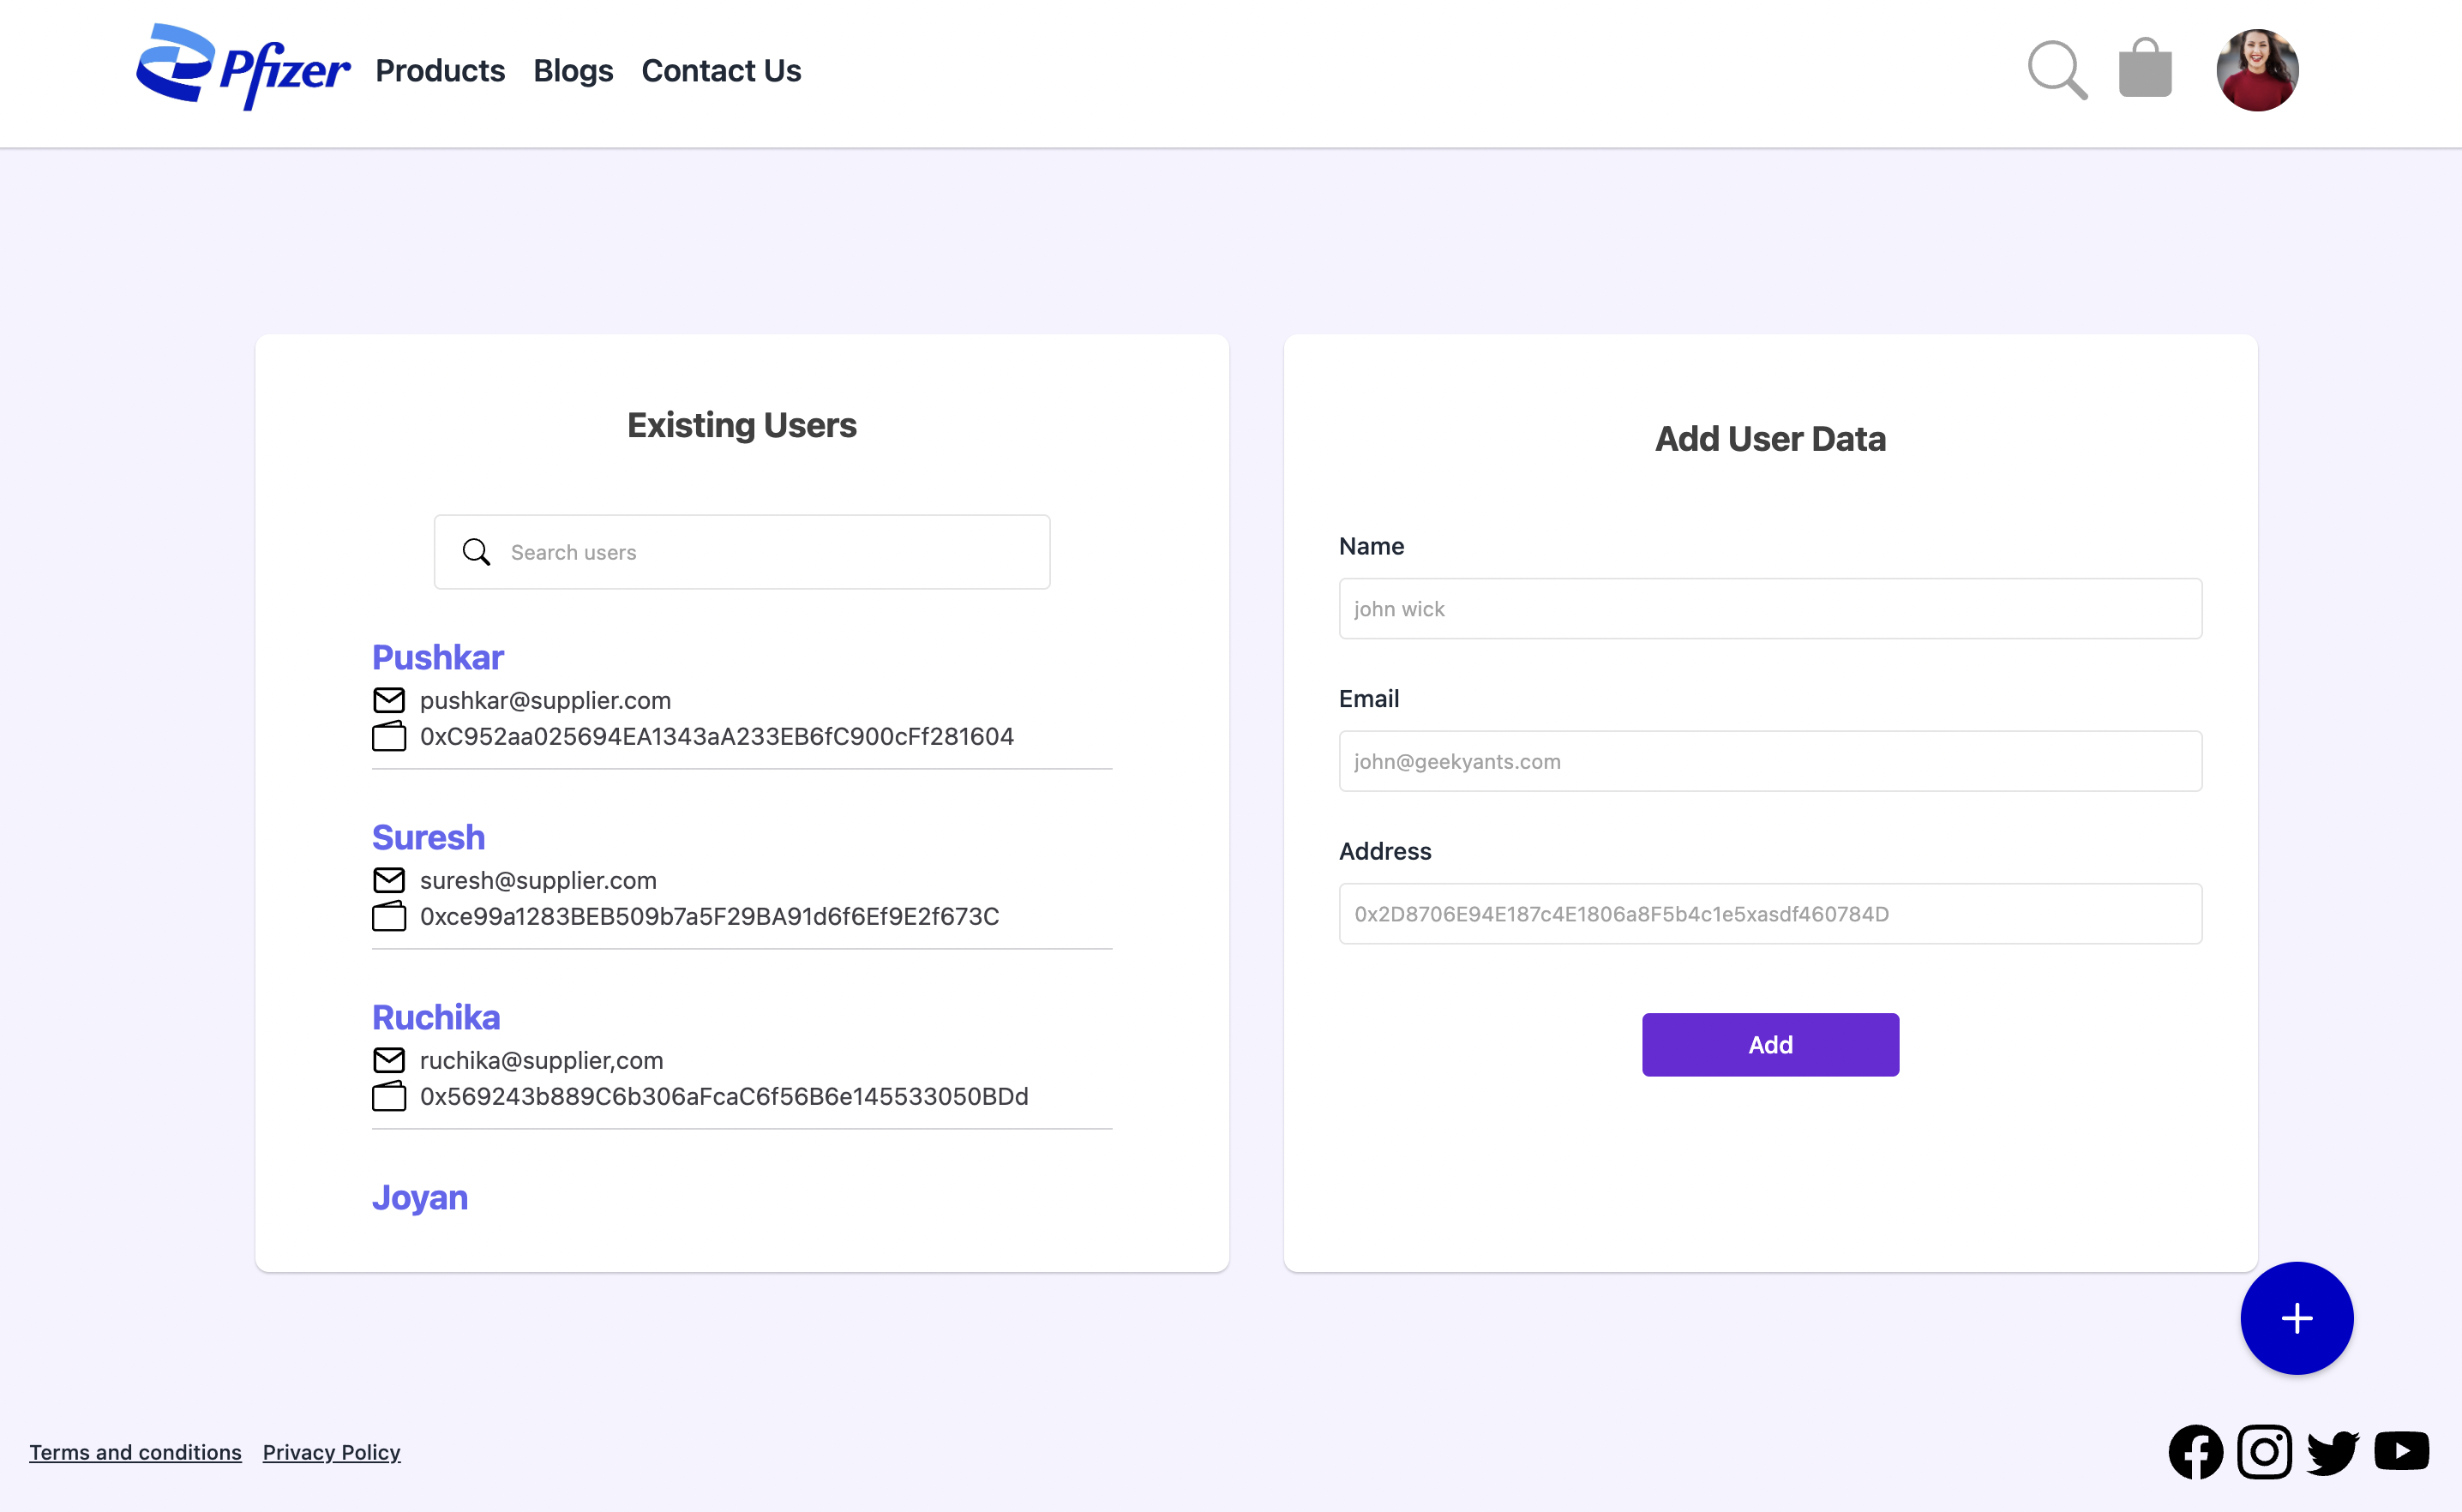 Pfizer
Products Blogs Contact Us
Existing Users
Search users
Pushkar
pushkar@supplier.com
0xC952aa025694EA1343aA233EB6fC900cFf281604
Suresh
suresh@supplier.com
0xce99a1283BEB509b7a5F29BA91d6f6Ef9E2f673C
Ruchika
ruchika@supplier,com
0x569243b889C6b306aFcaC6f56B6e145533050BDd
Joyan
Add User Data
Name
john wick
Email
john@geekyants.com
Address
0x2D8706E94E187c4E1806a8F5b4c1e5xasdf460784D
Add
Terms and conditions Privacy Policy